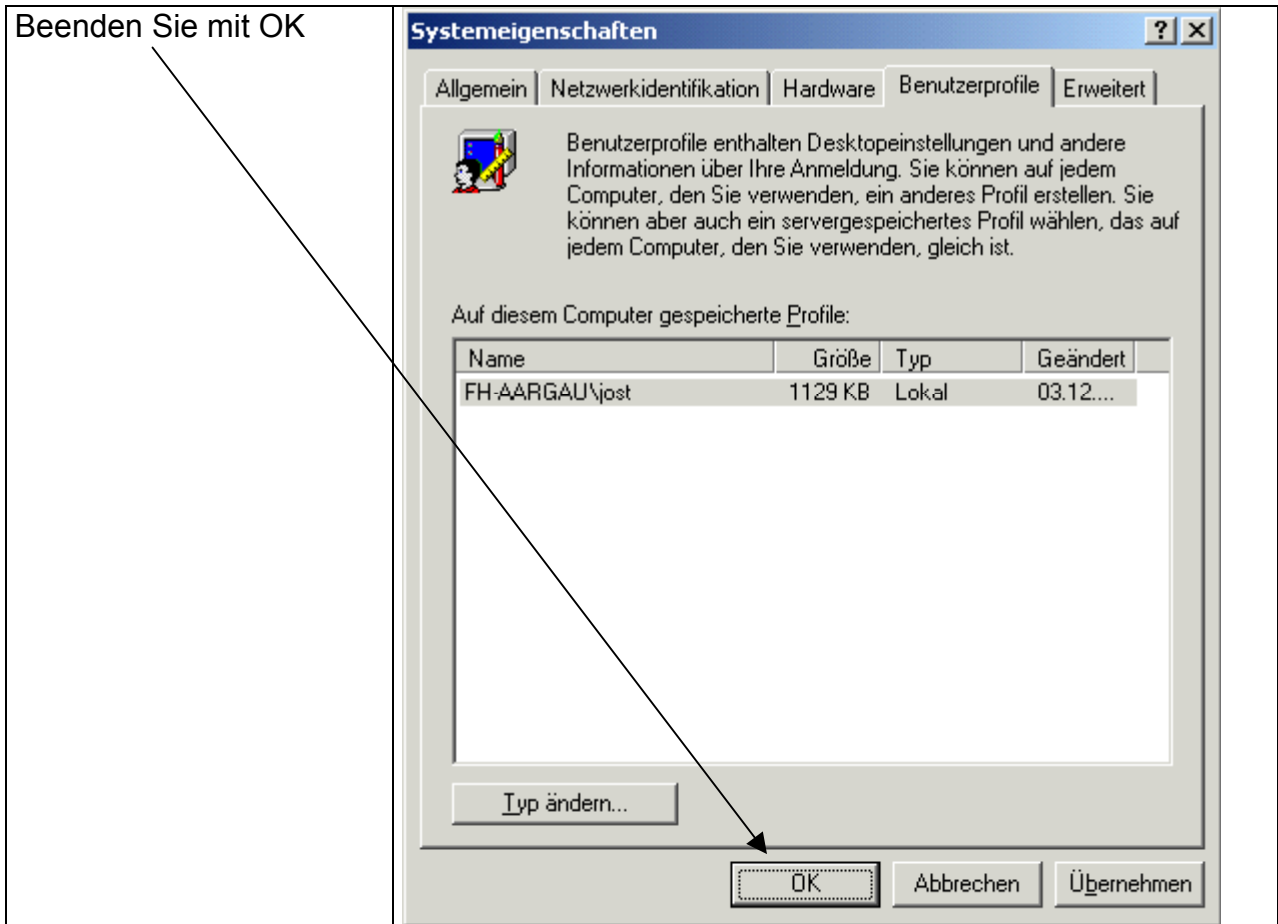 Beenden Sie mit OK
Systemeigenschaften
Allgemein Netzwerkidentifikation Hardware Benutzerprofile Erweitert
Benutzerprofile enthalten Desktopeinstellungen und andere
Informationen über Ihre Anmeldung. Sie können auf jedem
Computer, den Sie verwenden, ein anderes Profil erstellen. Sie
können aber auch ein servergespeichertes Profil wählen, das auf
jedem Computer, den Sie verwenden, gleich ist.
Auf diesem Computer gespeicherte Profile:
Name Größe Typ Geändert
FH-AARGAU\jost 1129 KB Lokal 03.12....
Typ ändern...
OK Abbrechen Übernehmen